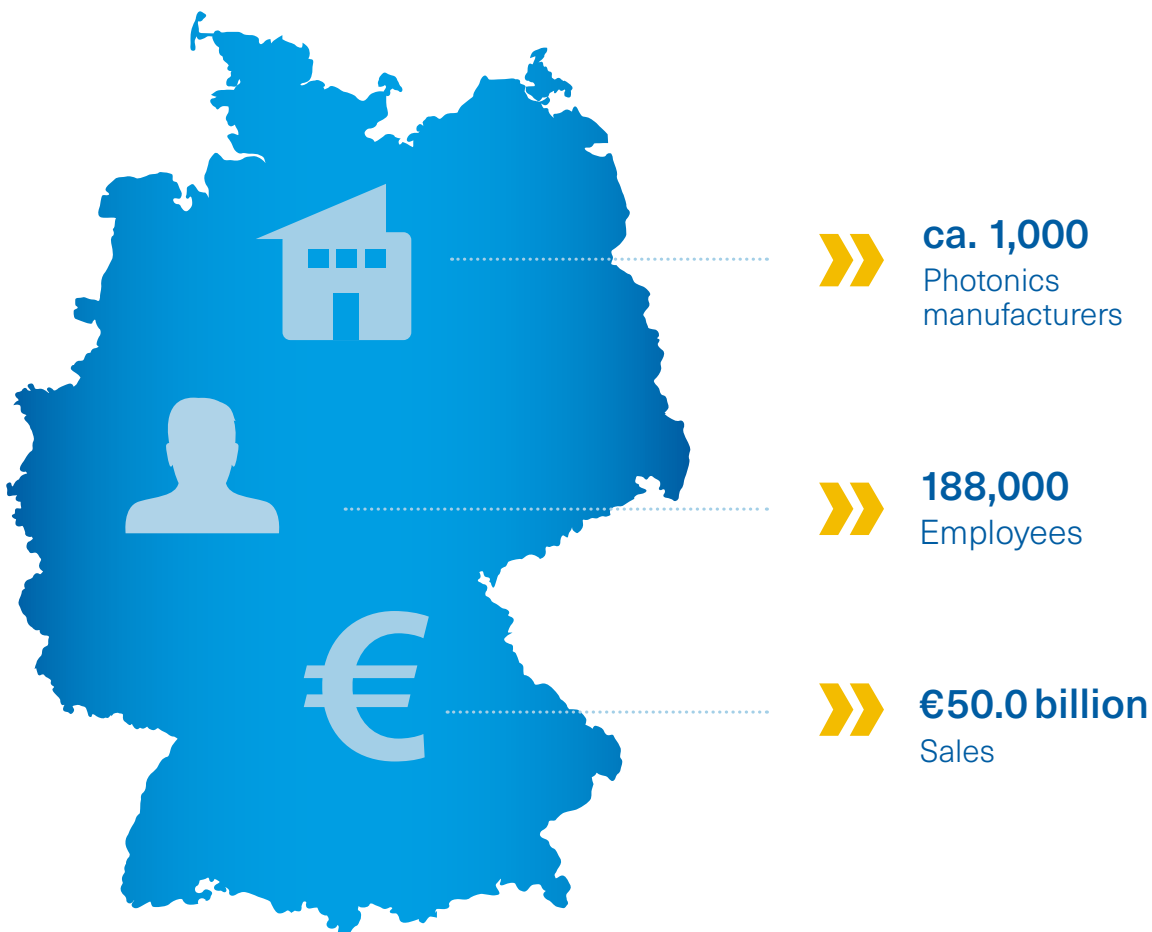 ca. 1,000
Photonics
manufacturers
188,000
Employees
€50.0 billion
Sales